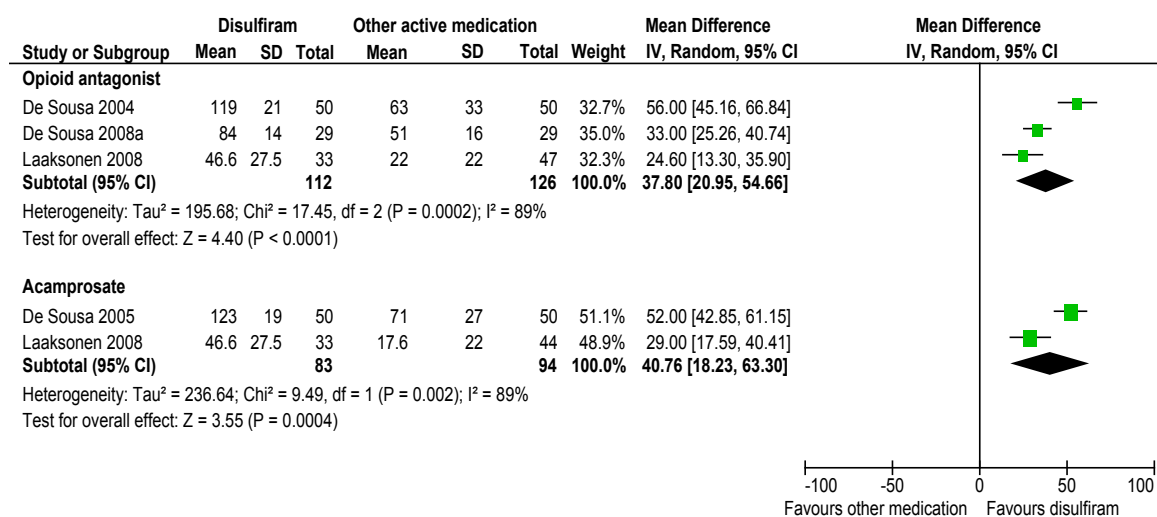 Disulfiram Other active medication Mean Difference Mean Difference
Study or Subgroup Mean SD Total Mean SD Total Weight IV, Random, 95% CI IV, Random, 95% CI
Opioid antagonist
De Sousa 2004 119 21 50 63 33 50 32.7% 56.00 [45.16, 66.84]
De Sousa 2008a 84 14 29 51 16 29 35.0% 33.00 [25.26, 40.74]
Laaksonen 2008 46.6 27.5 33 22 22 47 32.3% 24.60 [13.30, 35.90]
Subtotal (95% CI) 112 126 100.0% 37.80 [20.95, 54.66]
Heterogeneity: Tau² = 195.68; Chi² = 17.45, df = 2 (P = 0.0002); I² = 89%
Test for overall effect: Z = 4.40 (P < 0.0001)
Acamprosate
De Sousa 2005 123 19 50 71 27 50 51.1% 52.00 [42.85, 61.15]
Laaksonen 2008 46.6 27.5 33 17.6 22 44 48.9% 29.00 [17.59, 40.41]
Subtotal (95% CI) 83 94 100.0% 40.76 [18.23, 63.30]
Heterogeneity: Tau² = 236.64; Chi² = 9.49, df = 1 (P = 0.002); I² = 89%
Test for overall effect: Z = 3.55 (P = 0.0004)
-100 -50 0 50 100
Favours other medication Favours disulfiram